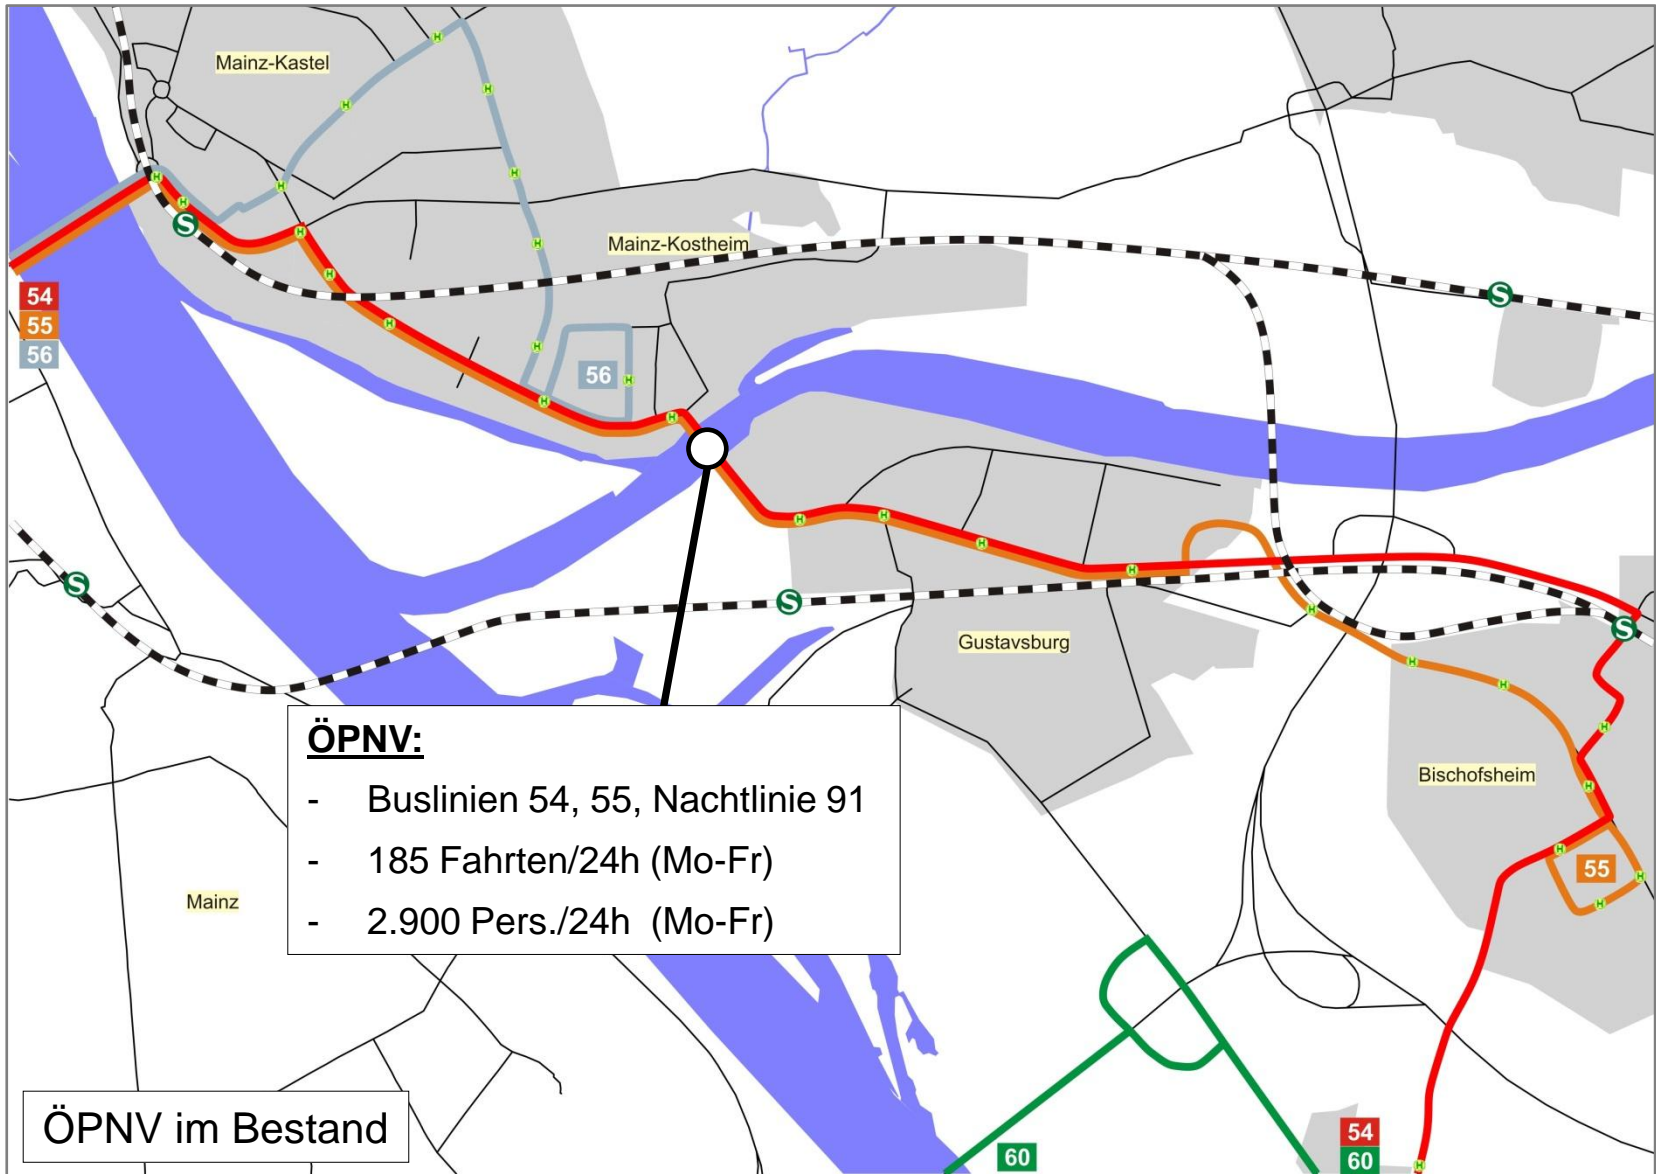 Mainz-Kastel
H
H
H
H
H
H
H
S
H
Mainz-Kostheim
H
H
54
55
56
S
H
H
56
H
H
H
H
H
H
H
S
S
H
H
Gustavsburg
H
S
H
H
H
Bischofsheim
H
ÖPNV:
- Buslinien 54, 55, Nachtlinie 91
- 185 Fahrten/24h (Mo-Fr)
- 2.900 Pers./24h (Mo-Fr)
H
55
H
H
Mainz
ÖPNV im Bestand
60
54
60
H